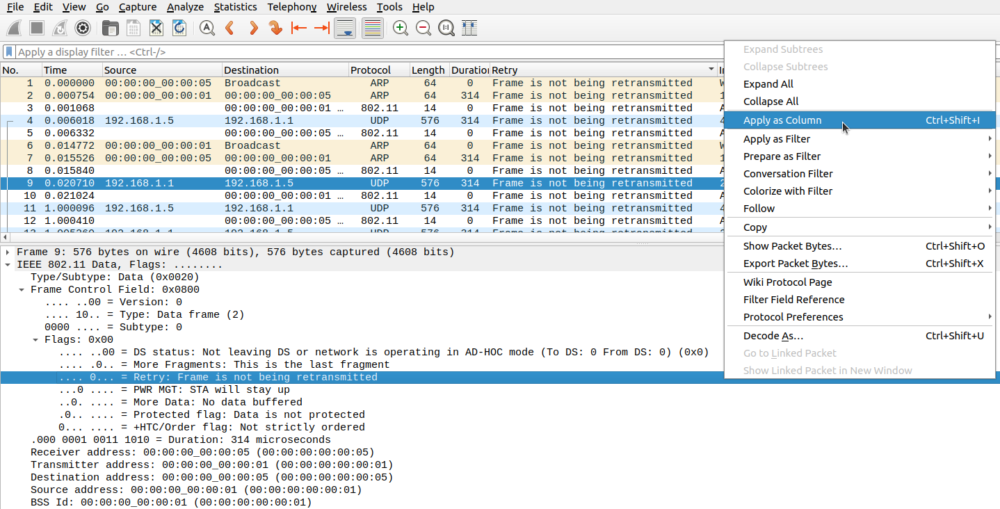 File Edit View Go Capture Analyze Statistics Telephony Wireless Tools Help
Apply a display filter … <Ctrl-/>
No. Time Source Destination Protocol Length Duration Retry
1 0.000000 00:00:00_00:00:05 Broadcast ARP 64 0 Frame is not being retransmitted
2 0.000754 00:00:00_00:00:01 00:00:00_00:00:05 ARP 64 314 Frame is not being retransmitted
3 0.001068 00:00:00_00:00:01 … 802.11 14 0 Frame is not being retransmitted
4 0.006018 192.168.1.5 192.168.1.1 UDP 576 314 Frame is not being retransmitted
5 0.006332 00:00:00_00:00:05 … 802.11 14 0 Frame is not being retransmitted
6 0.014772 00:00:00_00:00:01 Broadcast ARP 64 0 Frame is not being retransmitted
7 0.015526 00:00:00_00:00:05 00:00:00_00:00:01 ARP 64 314 Frame is not being retransmitted
8 0.015840 00:00:00_00:00:05 … 802.11 14 0 Frame is not being retransmitted
9 0.020710 192.168.1.1 192.168.1.5 UDP 576 314 Frame is not being retransmitted
10 0.021024 00:00:00_00:00:01 … 802.11 14 0 Frame is not being retransmitted
11 1.000096 192.168.1.5 192.168.1.1 UDP 576 314 Frame is not being retransmitted
12 1.000410 00:00:00_00:00:05 … 802.11 14 0 Frame is not being retransmitted
13 1.005260 192.168.1.1 192.168.1.5 UDP 576 314 Frame is not being retransmitted
Frame 9: 576 bytes on wire (4608 bits), 576 bytes captured (4608 bits)
IEEE 802.11 Data, Flags: ........
Type/Subtype: Data (0x0020)
Frame Control Field: 0x0800
.... ..00 = Version: 0
.... 10.. = Type: Data frame (2)
0000 .... = Subtype: 0
Flags: 0x00
.... ..00 = DS status: Not leaving DS or network is operating in AD-HOC mode (To DS: 0 From DS: 0) (0x0)
.... .0.. = More Fragments: This is the last fragment
.... 0... = Retry: Frame is not being retransmitted
...0 .... = PWR MGT: STA will stay up
..0. .... = More Data: No data buffered
.0.. .... = Protected flag: Data is not protected
0... .... = +HTC/Order flag: Not strictly ordered
.000 0001 0011 1010 = Duration: 314 microseconds
Receiver address: 00:00:00_00:00:05 (00:00:00:00:00:05)
Transmitter address: 00:00:00_00:00:01 (00:00:00:00:00:01)
Destination address: 00:00:00_00:00:05 (00:00:00:00:00:05)
Source address: 00:00:00_00:00:01 (00:00:00:00:00:01)
BSS Id: 00:00:00_00:00:01 (00:00:00:00:00:01)
Expand Subtrees
Collapse Subtrees
Expand All
Collapse All
Apply as Column Ctrl+Shift+I
Apply as Filter
Prepare as Filter
Conversation Filter
Colorize with Filter
Follow
Copy
Show Packet Bytes… Ctrl+Shift+O
Export Packet Bytes… Ctrl+Shift+X
Wiki Protocol Page
Filter Field Reference
Protocol Preferences
Decode As… Ctrl+Shift+U
Go to Linked Packet
Show Linked Packet in New Window